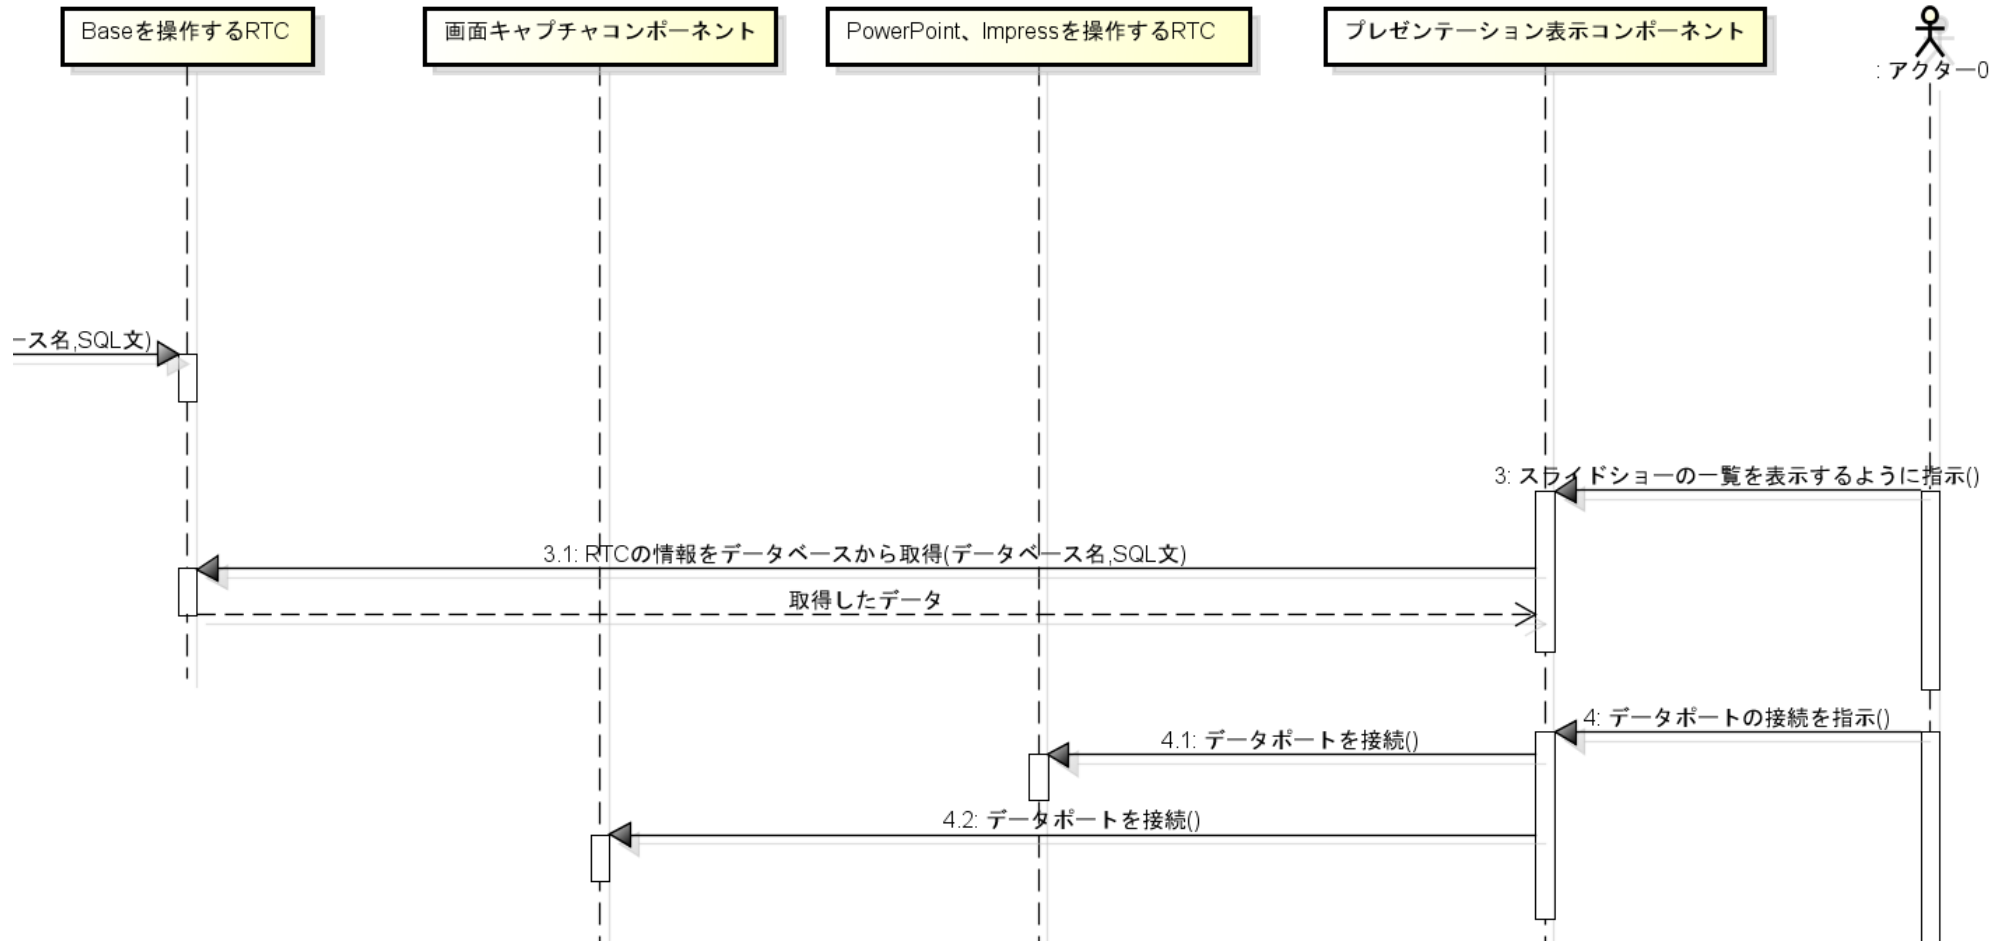 Baseを操作するRTC
画面キャプチャコンポーネント
PowerPoint、Impressを操作するRTC
プレゼンテーション表示コンポーネント
: アクター0
ース名,SQL文)
3: スライドショーの一覧を表示するように指示()
3.1: RTCの情報をデータベースから取得(データベース名,SQL文)
取得したデータ
4: データポートの接続を指示()
4.1: データポートを接続()
4.2: データポートを接続()